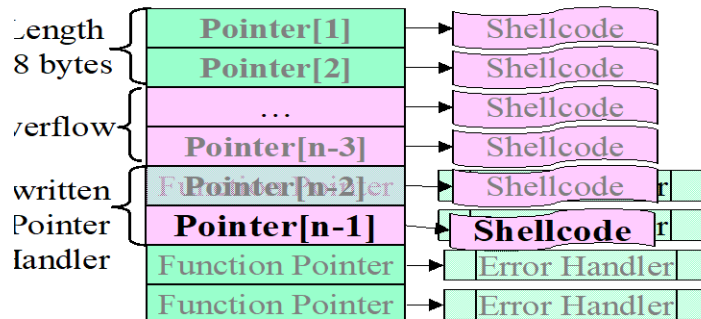 Length
8 bytes
verflow
written
Pointer
Handler
Pointer[1]
Pointer[2]
...
Pointer[n-3]
Pointer[n-2]
Pointer[n-1]
Function Pointer
Function Pointer
Shellcode
Shellcode
Shellcode
Shellcode
Shellcode
Shellcode
Error Handler
Error Handler